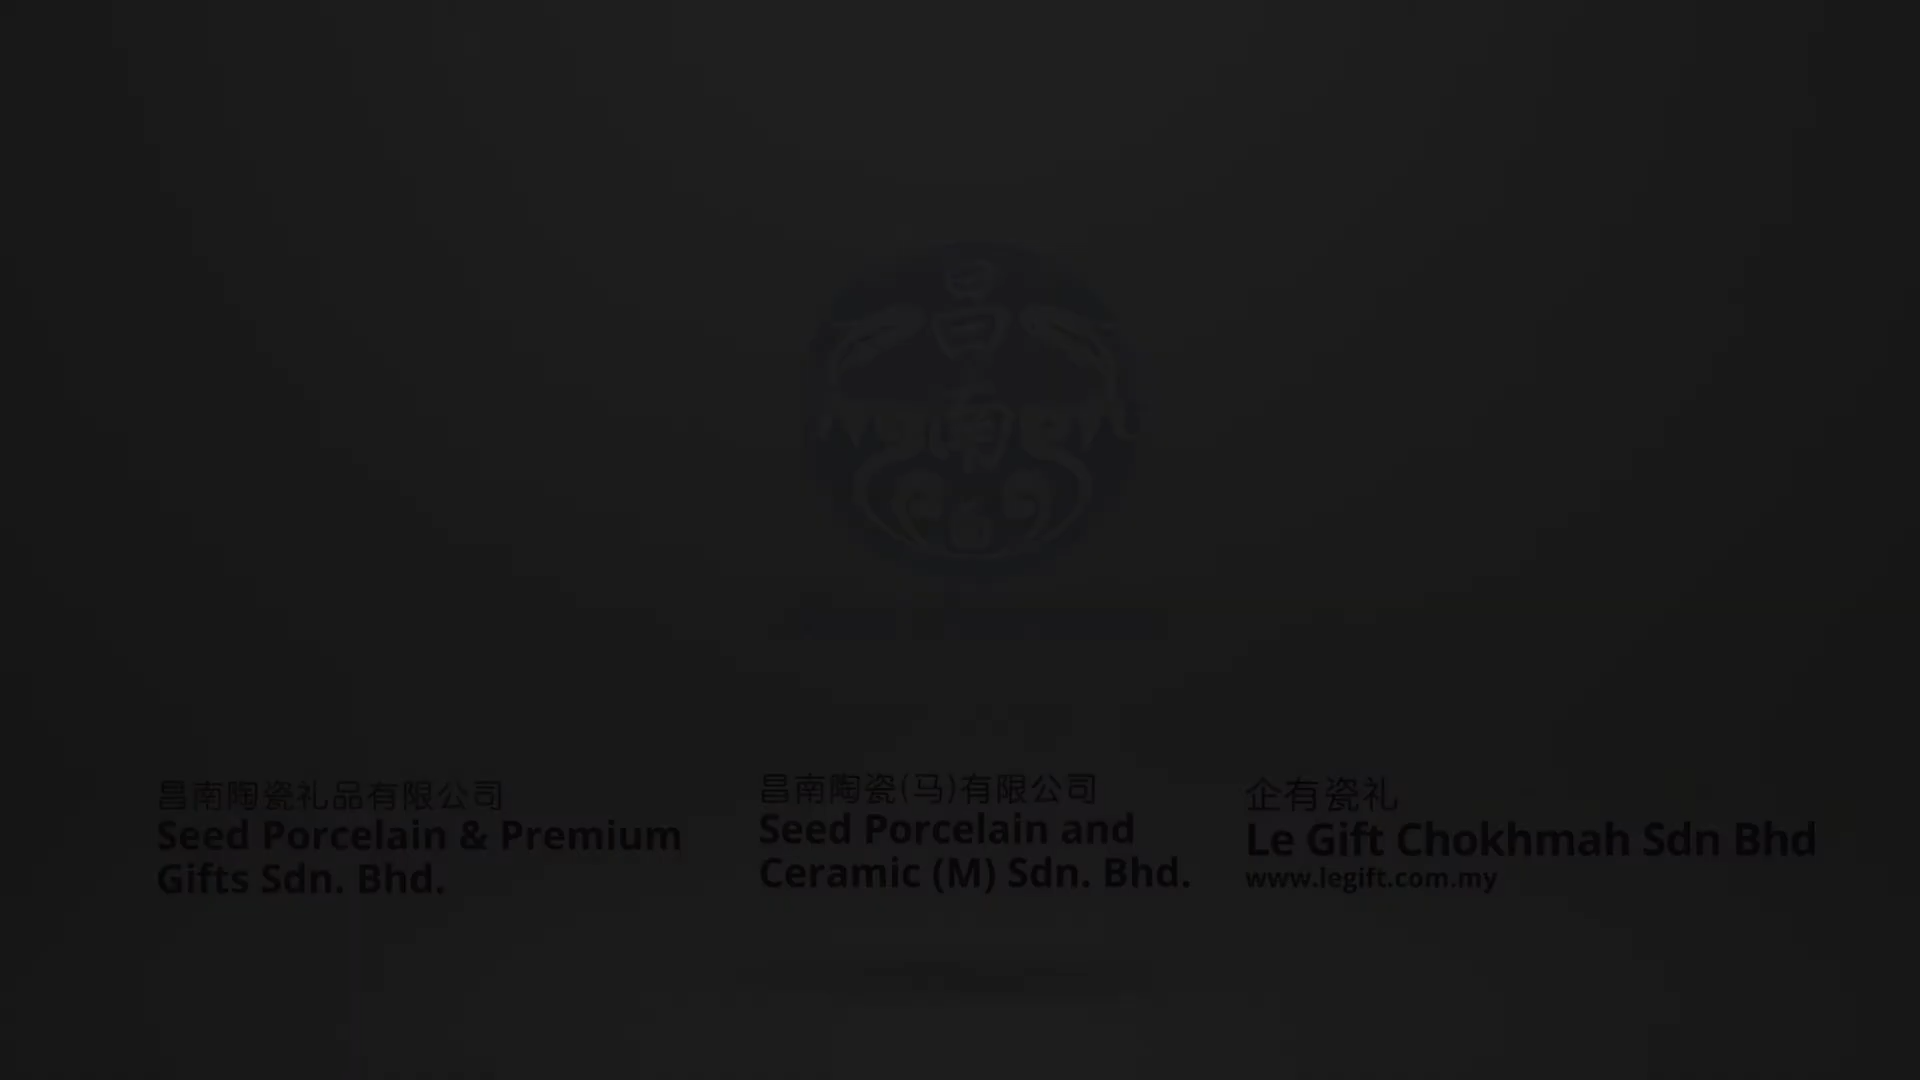 昌
南
昌南陶瓷礼品有限公司
Seed Porcelain & Premium
Gifts Sdn. Bhd.
昌南陶瓷(马)有限公司
Seed Porcelain and
Ceramic (M) Sdn. Bhd.
企有瓷礼
Le Gift Chokhmah Sdn Bhd
www.legift.com.my